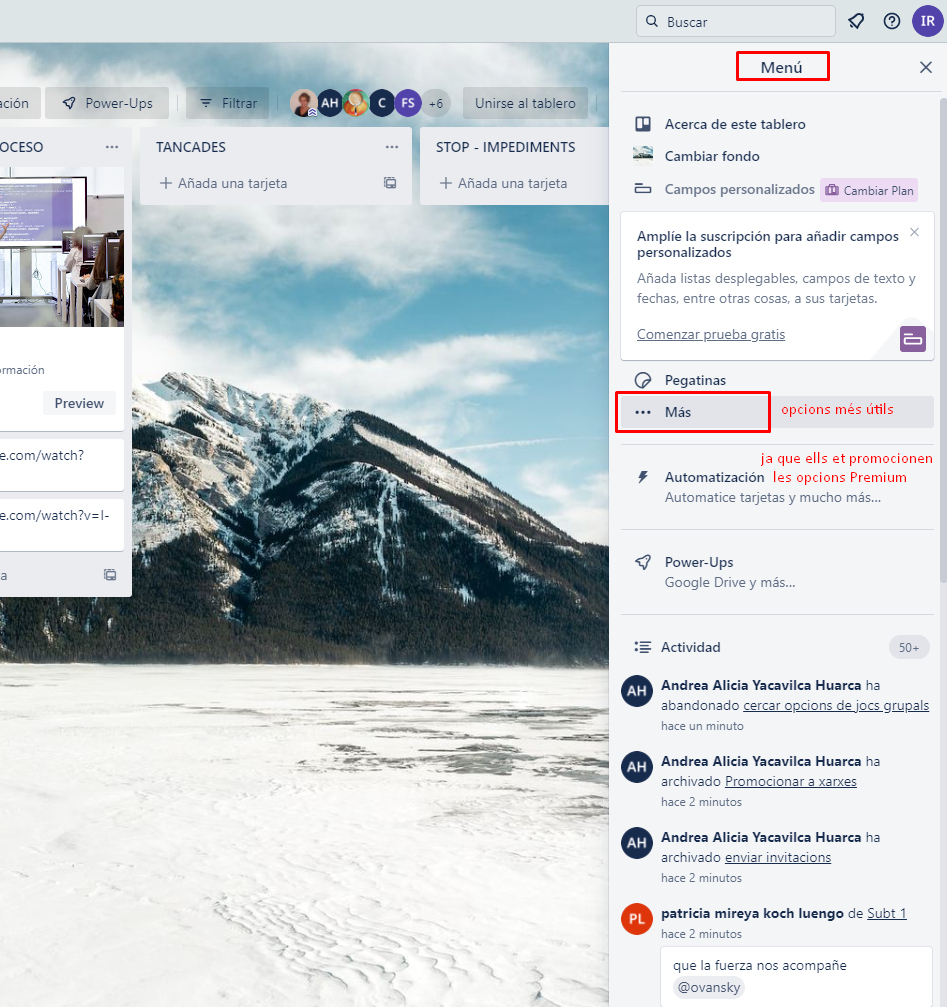 Buscar
IR
Menú
ación
Power-Ups
Filtrar
AH
C
FS
+6
Unirse al tablero
OCESO
TANCADES
STOP - IMPEDIMENTS
Añada una tarjeta
Añada una tarjeta
ormación
Preview
e.com/watch?
e.com/watch?v=I-
a
Acerca de este tablero
Cambiar fondo
Campos personalizados
Cambiar Plan
Amplíe la suscripción para añadir campos
personalizados
Añada listas desplegables, campos de texto y
fechas, entre otras cosas, a sus tarjetas.
Comenzar prueba gratis
Pegatinas
Más
opcions més útils
ja que ells et promocionen
Automatización
les opcions Premium
Automatice tarjetas y mucho más...
Power-Ups
Google Drive y más...
Actividad
50+
AH
Andrea Alicia Yacavilca Huarca ha
abandonado cercar opcions de jocs grupals
hace un minuto
AH
Andrea Alicia Yacavilca Huarca ha
archivado Promocionar a xarxes
hace 2 minutos
AH
Andrea Alicia Yacavilca Huarca ha
archivado enviar invitacions
hace 2 minutos
PL
patricia mireya koch luengo de Subt 1
hace 2 minutos
que la fuerza nos acompañe
@ovansky